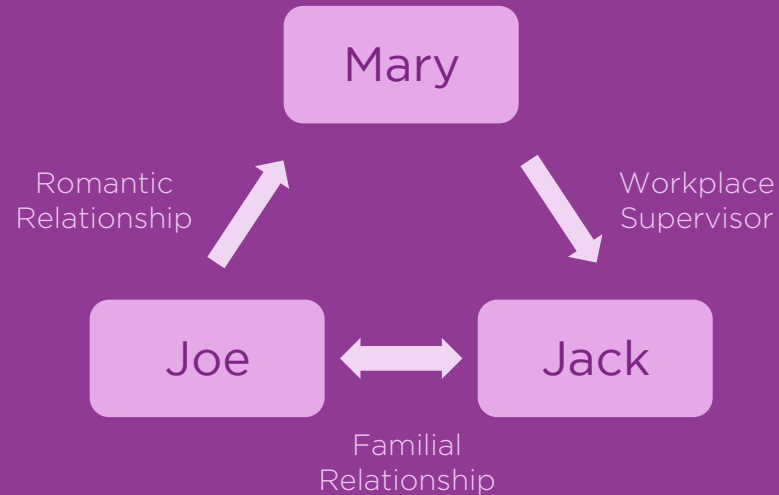 Mary
Romantic
Relationship
Workplace
Supervisor
Joe
Jack
Familial
Relationship